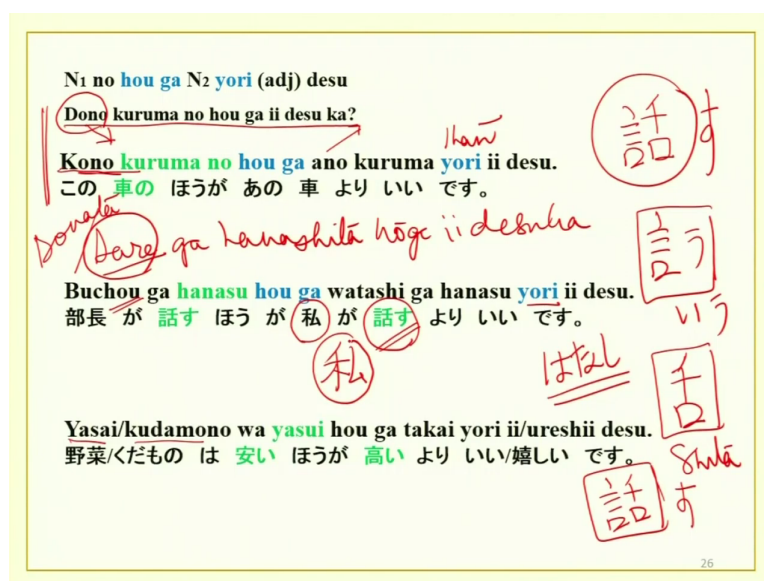 N1 no hou ga N2 yori (adj) desu
Dono kuruma no hou ga ii desu ka?
than
Kono kuruma no hou ga ano kuruma yori ii desu.
この 車の ほうが あの 車 より いい です。
話す
Donata
Dare ga hanashita hōga ii desuka
言う
いう
Buchou ga hanasu hou ga watashi ga hanasu yori ii desu.
部長 が 話す ほう が 私 が 話す より いい です。
私
はなし
舌
Yasai/kudamono wa yasui hou ga takai yori ii/ureshii desu.
野菜/くだもの は 安い ほうが 高い より いい/嬉しい です。
Shita
話す
26